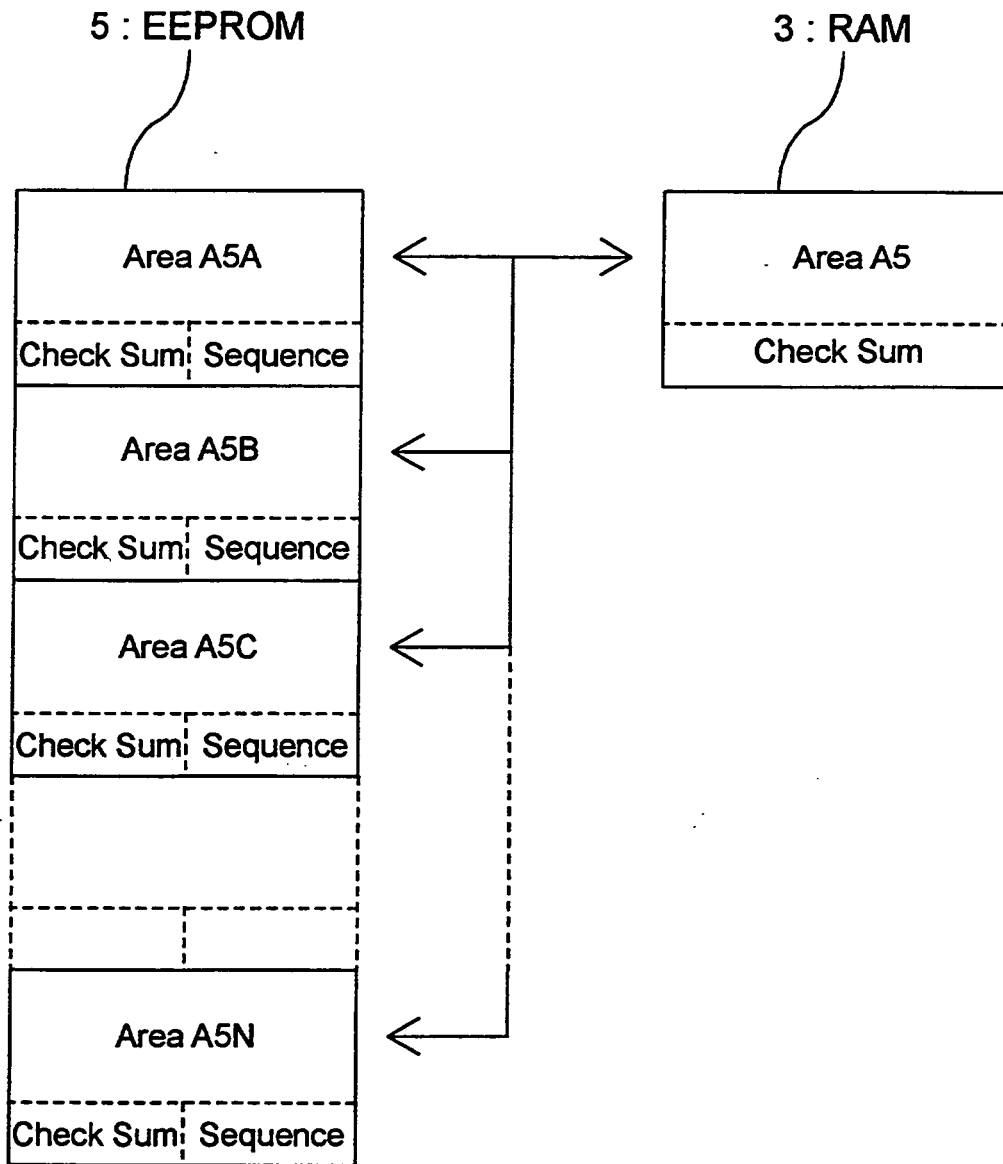 5 : EEPROM
3 : RAM
Area A5A
Check Sum Sequence
Area A5B
Check Sum Sequence
Area A5C
Check Sum Sequence
Area A5N
Check Sum Sequence
Area A5
Check Sum